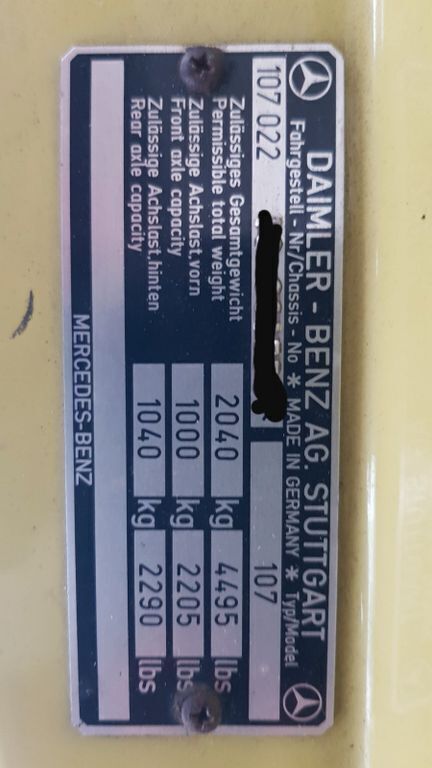 DAIMLER - BENZ AG. STUTTGART
Fahrgestell - Nr/Chassis - No * MADE IN GERMANY * Typ/Model
107 022 107
Zulässiges Gesamtgewicht
Permissible total weight 2040 kg 4495 lbs
Zulässige Achslast,vorn
Front axle capacity 1000 kg 2205 lbs
Zulässige Achslast,hinten
Rear axle capacity 1040 kg 2290 lbs
MERCEDES-BENZ